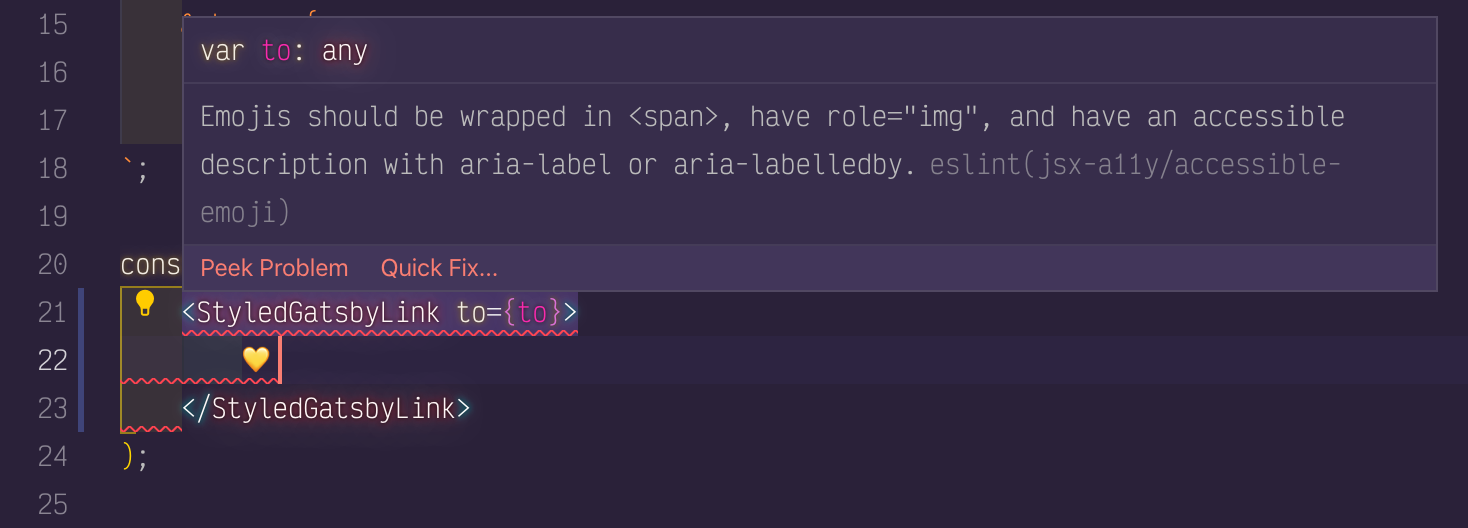 15
var to: any
16
17
Emojis should be wrapped in <span>, have role="img", and have an accessible
description with aria-label or aria-labelledby. eslint(jsx-a11y/accessible-
emoji)
18 `;
19
Peek Problem Quick Fix...
20 cons
21 <StyledGatsbyLink to={to}>
22 💛
23 </StyledGatsbyLink>
24 );
25